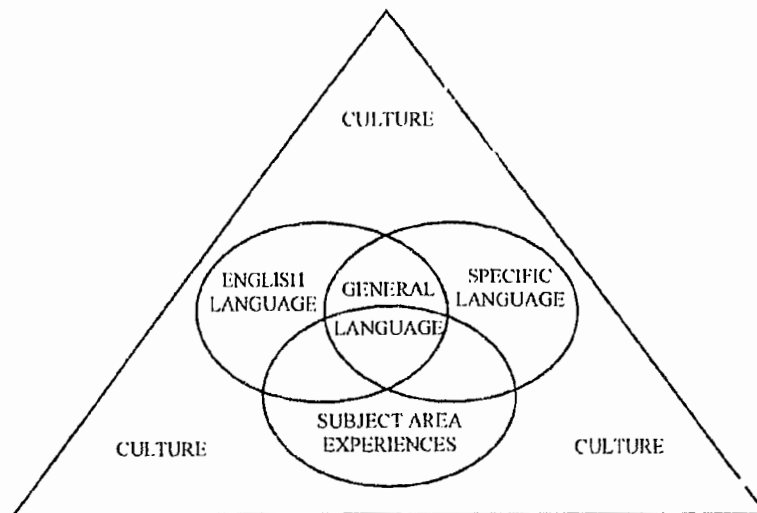 CULTURE
ENGLISH
LANGUAGE
GENERAL
LANGUAGE
SPECIFIC
LANGUAGE
SUBJECT AREA
EXPERIENCES
CULTURE
CULTURE